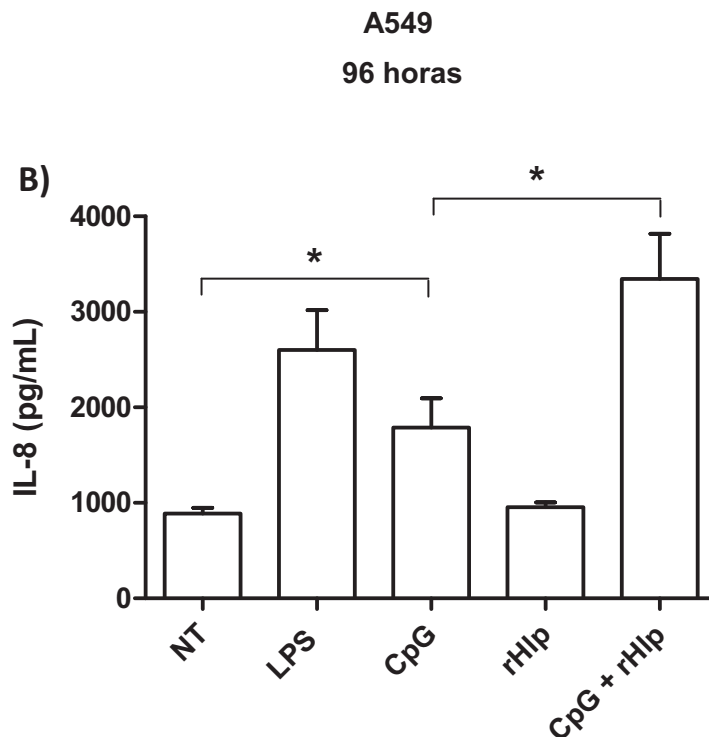 A549
96 horas
B)
*
*
4000
3000
2000
1000
0
IL-8 (pg/mL)
NT
LPS
CpG
rHlp
CpG + rHlp